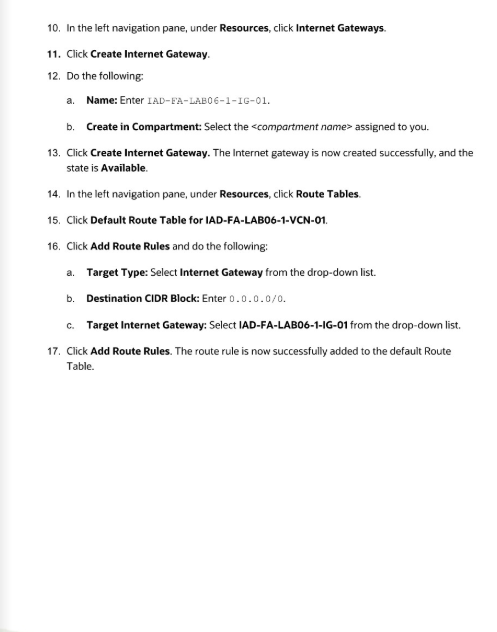 10. In the left navigation pane, under Resources, click Internet Gateways.
11. Click Create Internet Gateway.
12. Do the following:
a. Name: Enter IAD-FA-LAB06-1-IG-01.
b. Create in Compartment: Select the <compartment name> assigned to you.
13. Click Create Internet Gateway. The Internet gateway is now created successfully, and the
state is Available.
14. In the left navigation pane, under Resources, click Route Tables.
15. Click Default Route Table for IAD-FA-LAB06-1-VCN-01.
16. Click Add Route Rules and do the following:
a. Target Type: Select Internet Gateway from the drop-down list.
b. Destination CIDR Block: Enter 0.0.0.0/0.
c. Target Internet Gateway: Select IAD-FA-LAB06-1-IG-01 from the drop-down list.
17. Click Add Route Rules. The route rule is now successfully added to the default Route
Table.